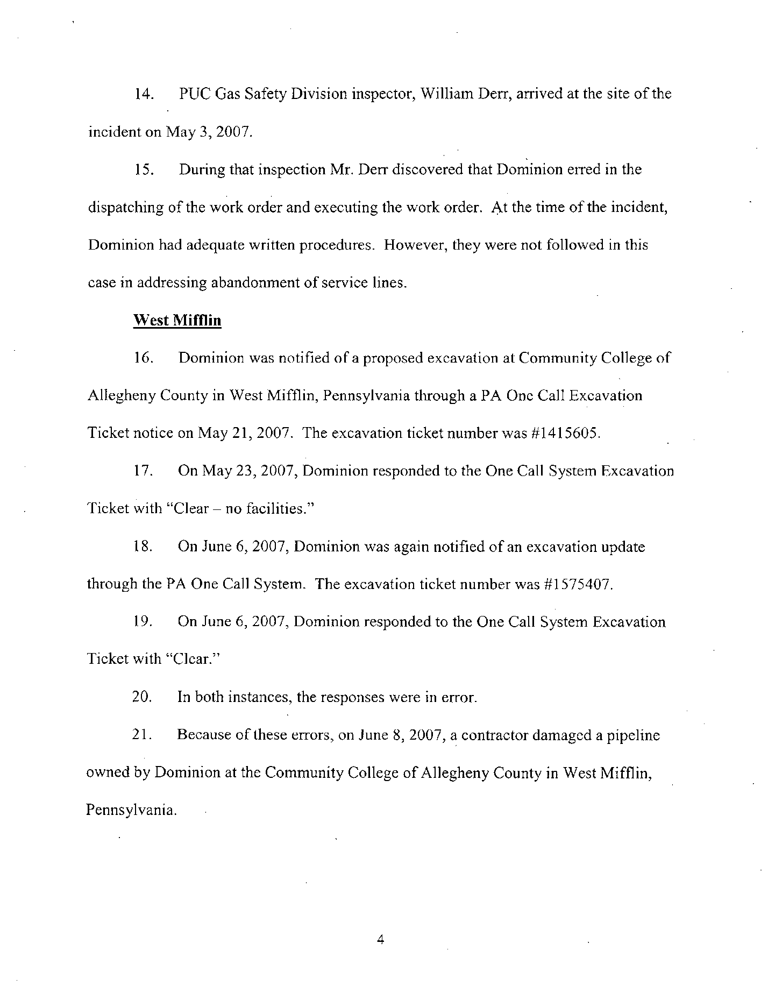 14. PUC Gas Safety Division inspector, William Derr, arrived at the site of the
incident on May 3, 2007.
15. During that inspection Mr. Derr discovered that Dominion erred in the
dispatching of the work order and executing the work order. At the time of the incident,
Dominion had adequate written procedures. However, they were not followed in this
case in addressing abandonment of service lines.
West Mifflin
16. Dominion was notified of a proposed excavation at Community College of
Allegheny County in West Mifflin, Pennsylvania through a PA One Call Excavation
Ticket notice on May 21, 2007. The excavation ticket number was #1415605.
17. On May 23, 2007, Dominion responded to the One Call System Excavation
Ticket with “Clear – no facilities.”
18. On June 6, 2007, Dominion was again notified of an excavation update
through the PA One Call System. The excavation ticket number was #1575407.
19. On June 6, 2007, Dominion responded to the One Call System Excavation
Ticket with “Clear.”
20. In both instances, the responses were in error.
21. Because of these errors, on June 8, 2007, a contractor damaged a pipeline
owned by Dominion at the Community College of Allegheny County in West Mifflin,
Pennsylvania.
4